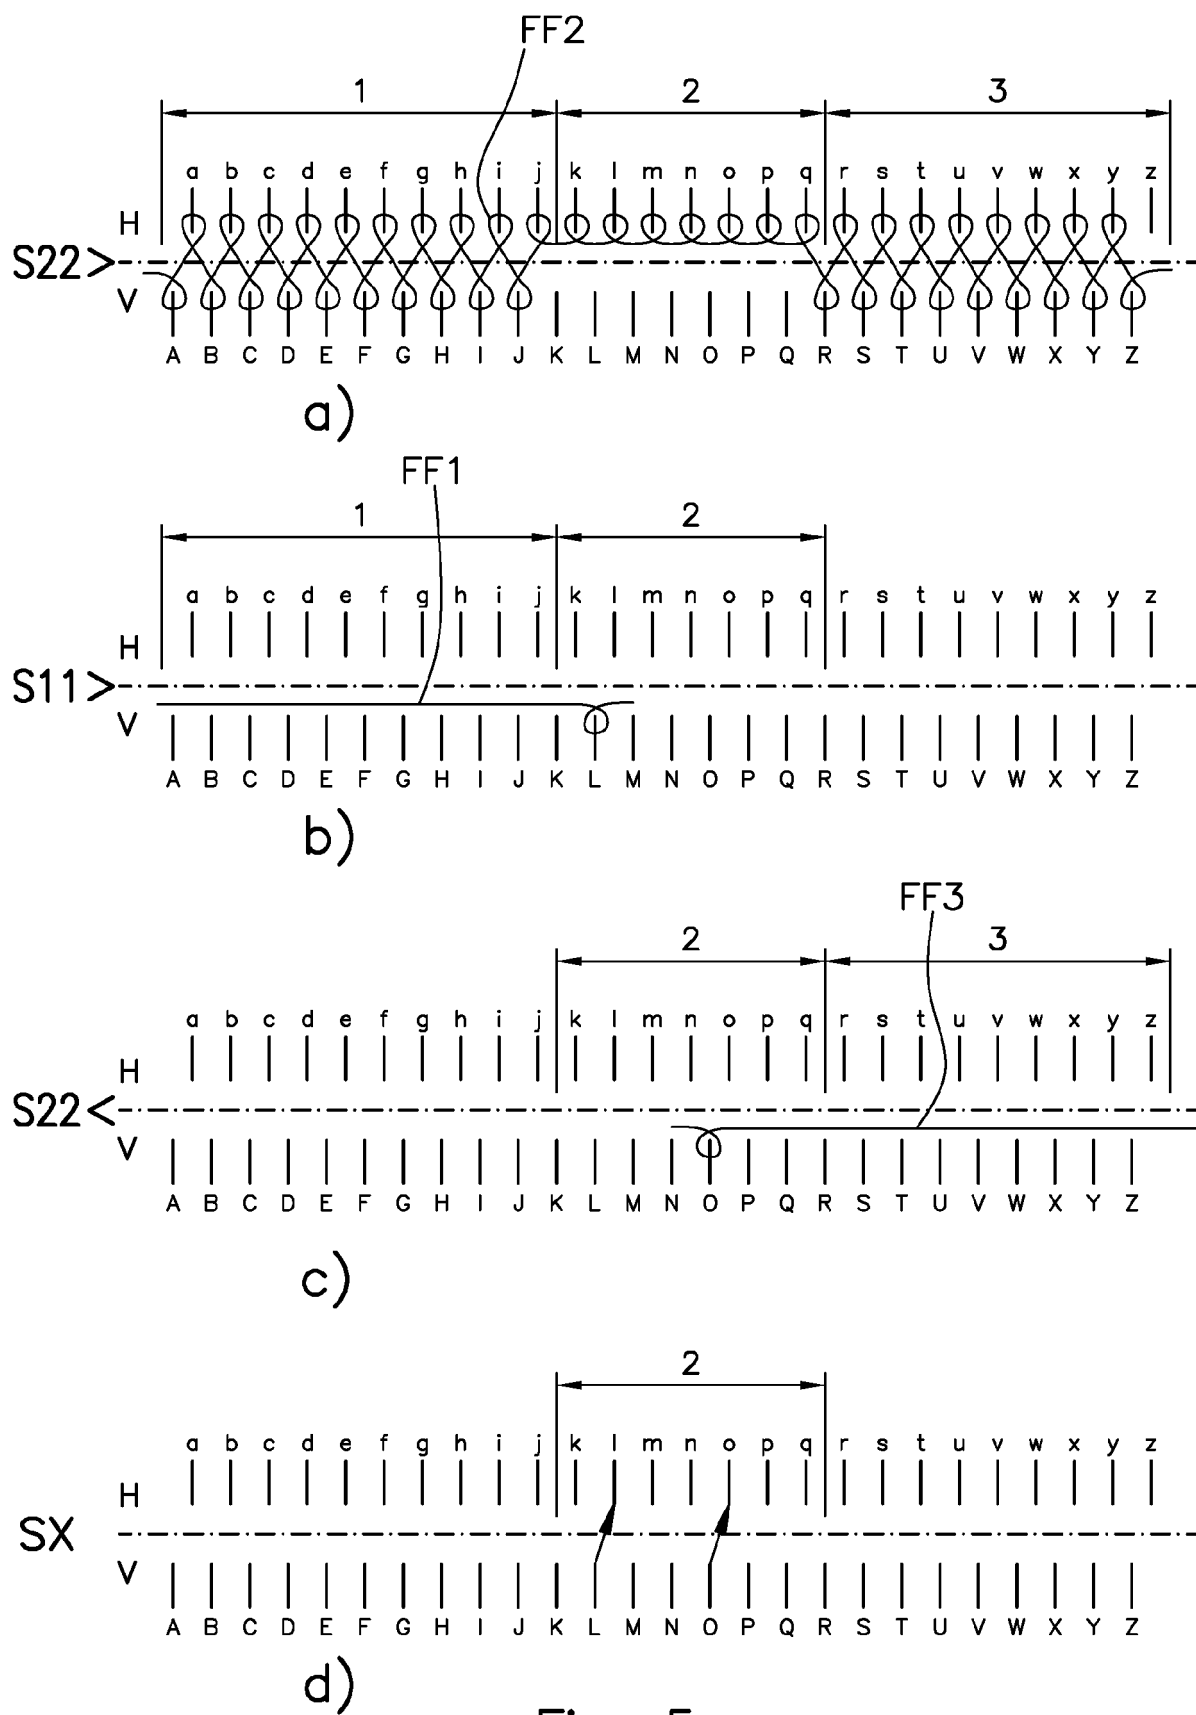 FF2
1 2 3
a b c d e f g h i j k l m n o p q r s t u v w x y z
H
S22>
V
A B C D E F G H I J K L M N O P Q R S T U V W X Y Z
a)
FF1
1 2
a b c d e f g h i j k l m n o p q r s t u v w x y z
H
S11>
V
A B C D E F G H I J K L M N O P Q R S T U V W X Y Z
b)
FF3
2 3
a b c d e f g h i j k l m n o p q r s t u v w x y z
H
S22<
V
A B C D E F G H I J K L M N O P Q R S T U V W X Y Z
c)
2
a b c d e f g h i j k l m n o p q r s t u v w x y z
H
SX
V
A B C D E F G H I J K L M N O P Q R S T U V W X Y Z
d)